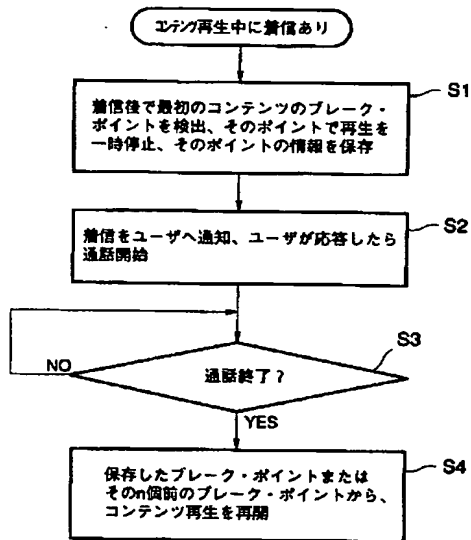 コンテンツ再生中に着信あり
S1
着信後で最初のコンテンツのブレーク・
ポイントを検出、そのポイントで再生を
一時停止、そのポイントの情報を保存
S2
着信をユーザへ通知、ユーザが応答したら
通話開始
S3
通話終了?
NO
YES
S4
保存したブレーク・ポイントまたは
そのn個前のブレーク・ポイントから、
コンテンツ再生を再開